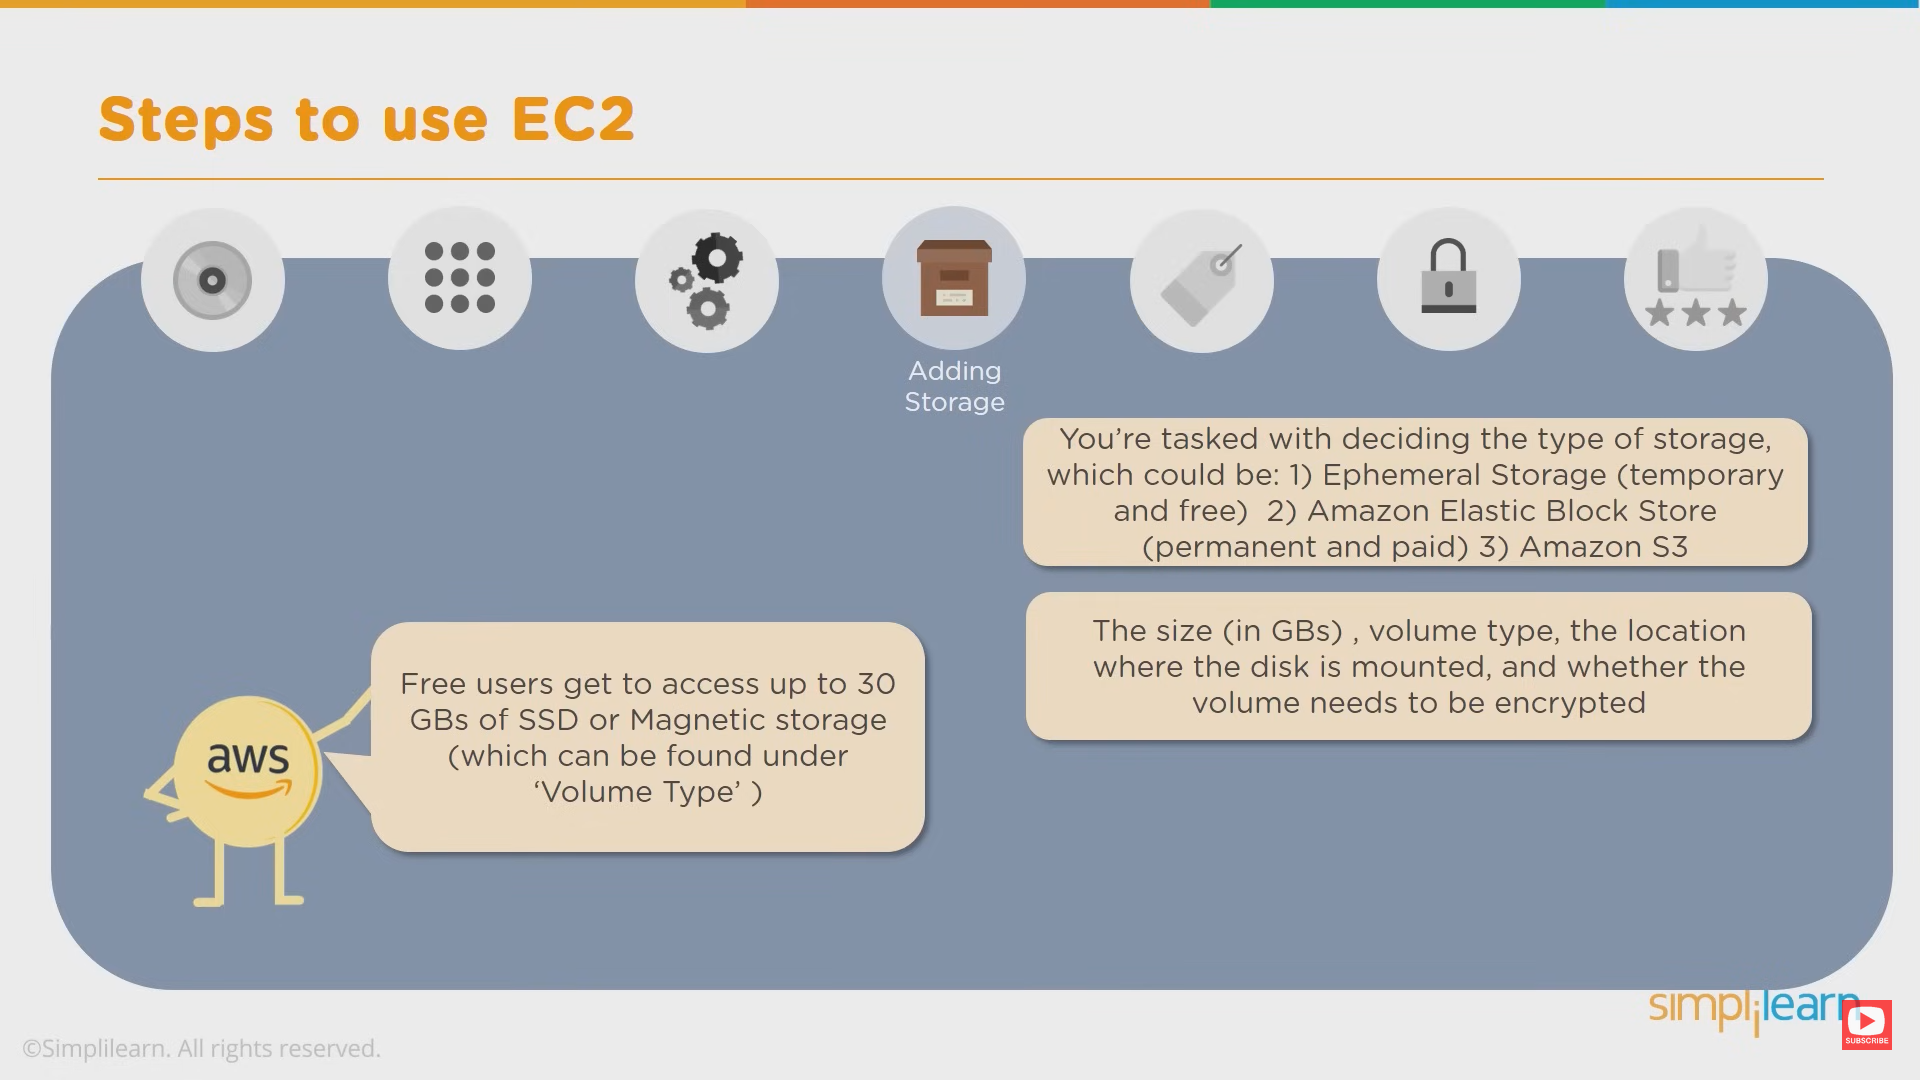 Steps to use EC2
Adding
Storage
You’re tasked with deciding the type of storage,
which could be: 1) Ephemeral Storage (temporary
and free)  2) Amazon Elastic Block Store
(permanent and paid) 3) Amazon S3
The size (in GBs) , volume type, the location
where the disk is mounted, and whether the
volume needs to be encrypted
Free users get to access up to 30
GBs of SSD or Magnetic storage
(which can be found under
‘Volume Type’ )
aws
simplilearn
SUBSCRIBE
©Simplilearn. All rights reserved.